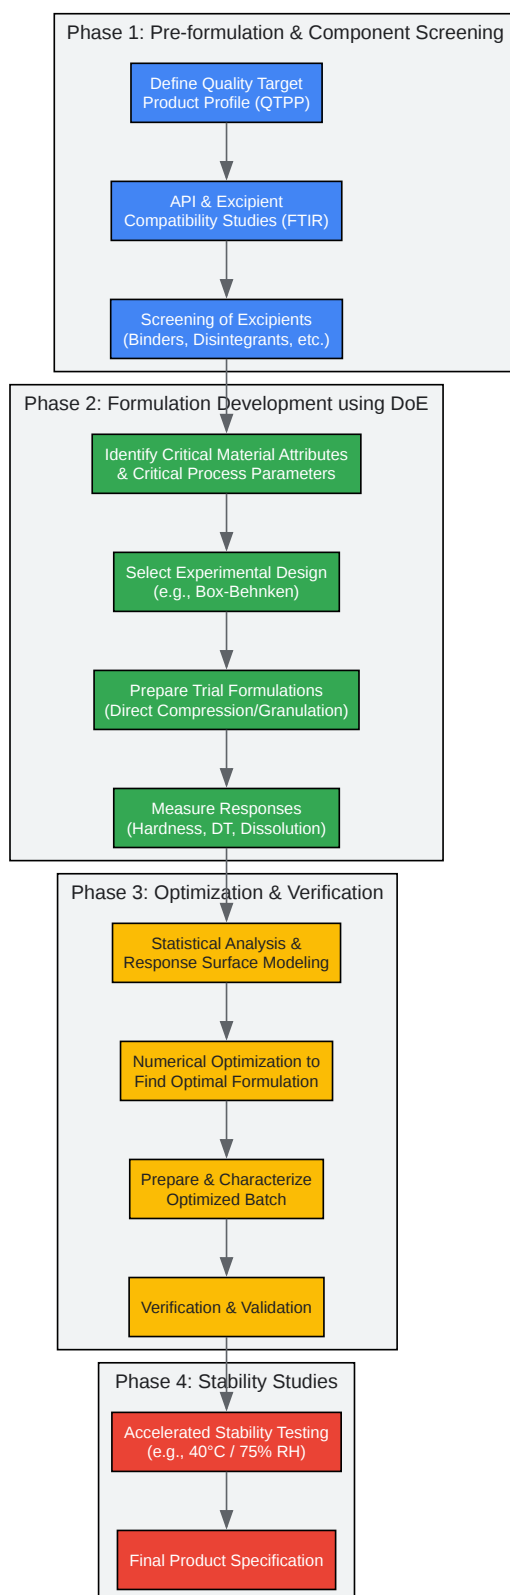 Phase 1: Pre-formulation & Component Screening
Define Quality Target
Product Profile (QTPP)
API & Excipient
Compatibility Studies (FTIR)
Screening of Excipients
(Binders, Disintegrants, etc.)
Phase 2: Formulation Development using DoE
Identify Critical Material Attributes
& Critical Process Parameters
Select Experimental Design
(e.g., Box-Behnken)
Prepare Trial Formulations
(Direct Compression/Granulation)
Measure Responses
(Hardness, DT, Dissolution)
Phase 3: Optimization & Verification
Statistical Analysis &
Response Surface Modeling
Numerical Optimization to
Find Optimal Formulation
Prepare & Characterize
Optimized Batch
Verification & Validation
Phase 4: Stability Studies
Accelerated Stability Testing
(e.g., 40°C / 75% RH)
Final Product Specification